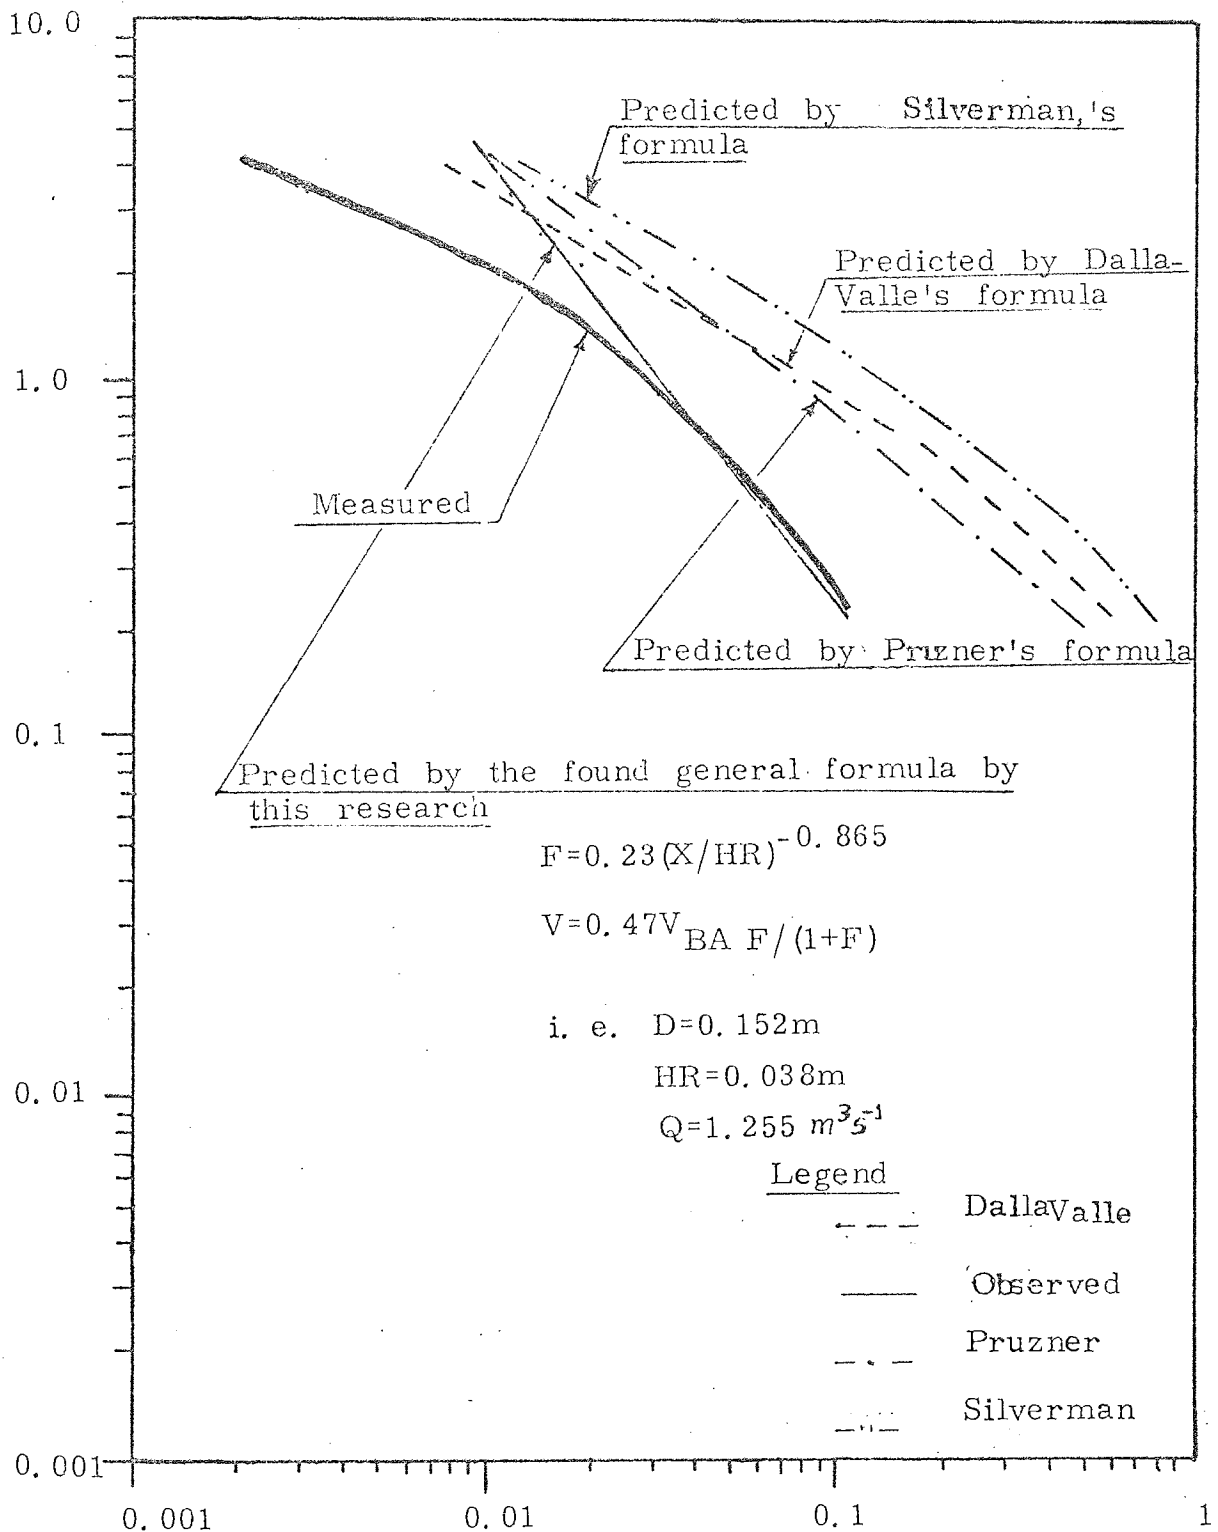 10.0
Predicted by Silverman,'s
formula
Predicted by Dalla-
Valle's formula
1.0
Measured
Predicted by Pruzner's formula
0.1
Predicted by the found general formula by
this research
F=0.23(X/HR)^-0.865
V=0.47V_BA F/(1+F)
i. e. D=0.152m
HR=0.038m
0.01
Q=1.255 m³s⁻¹
Legend
DallaValle
Observed
Pruzner
Silverman
0.001
0.001 0.01 0.1 1